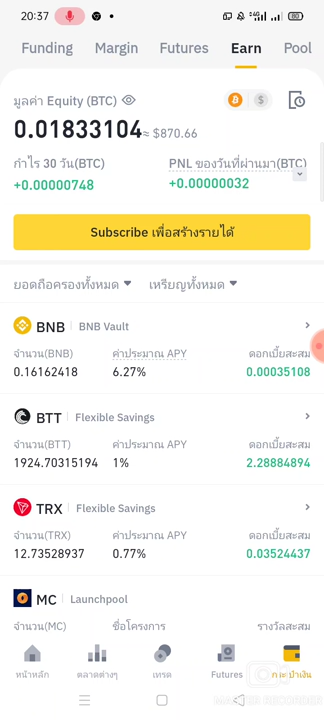 20:37
Funding Margin Futures Earn Pool
มูลค่า Equity (BTC)
0.01833104≈ $870.66
กำไร 30 วัน(BTC) PNL ของวันที่ผ่านมา(BTC)
+0.00000748 +0.00000032
Subscribe เพื่อสร้างรายได้
ยอดถือครองทั้งหมด เหรียญทั้งหมด
BNB BNB Vault
จำนวน(BNB) ค่าประมาณ APY ดอกเบี้ยสะสม
0.16162418 6.27% 0.00035108
BTT Flexible Savings
จำนวน(BTT) ค่าประมาณ APY ดอกเบี้ยสะสม
1924.70315194 1% 2.28884894
TRX Flexible Savings
จำนวน(TRX) ค่าประมาณ APY ดอกเบี้ยสะสม
12.73528937 0.77% 0.03524437
MC Launchpool
จำนวน(MC) ชื่อโครงการ รางวัลสะสม
หน้าหลัก ตลาดต่างๆ เทรด Futures กระเป๋าเงิน